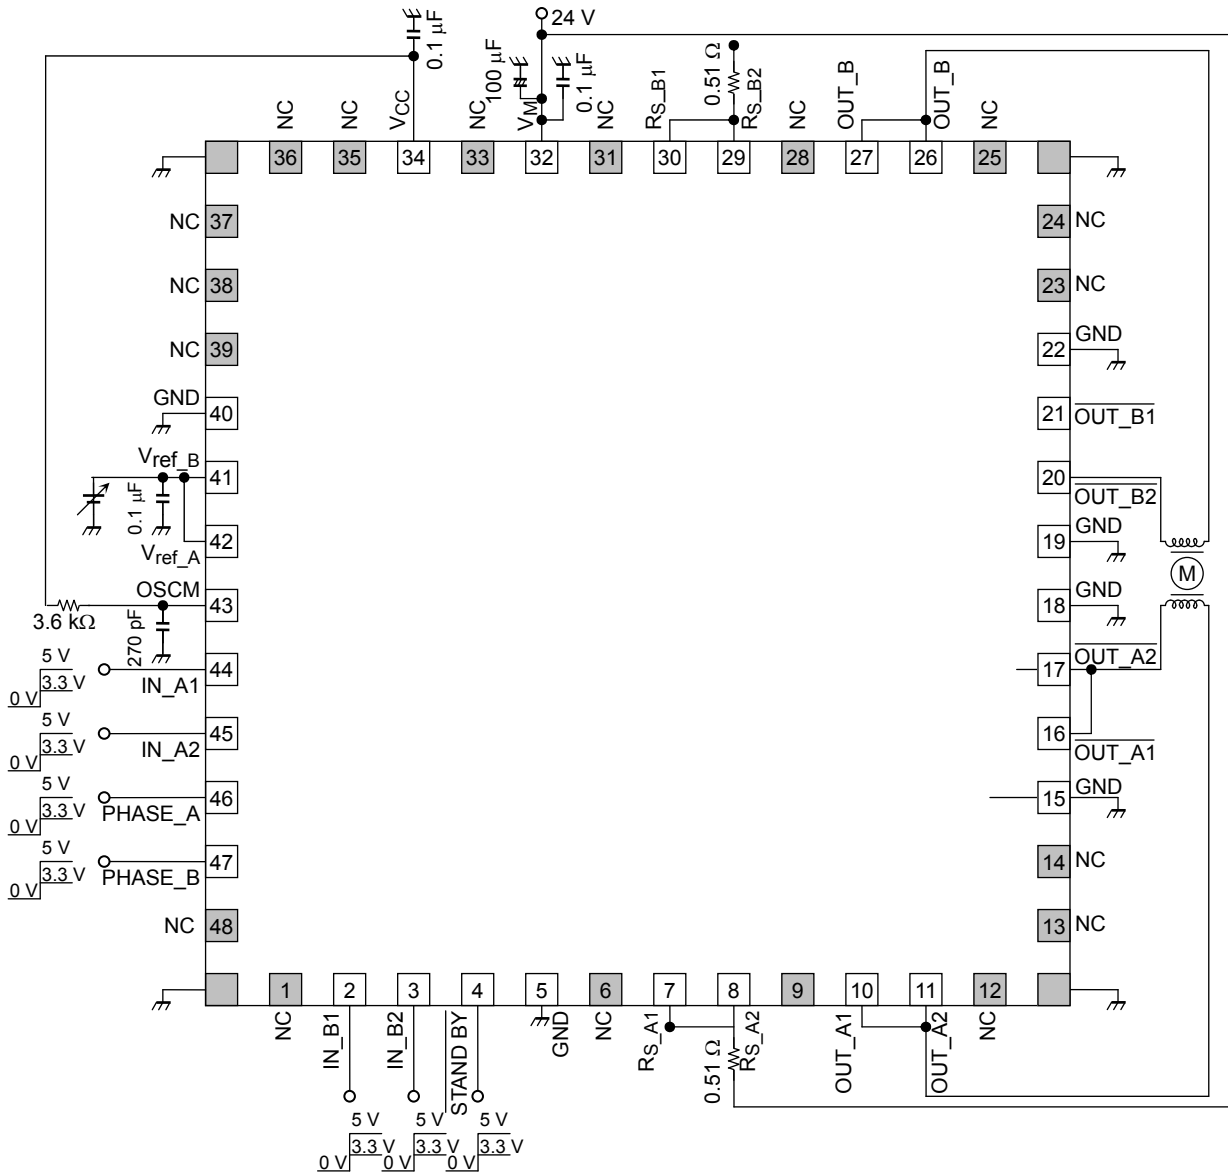 24 V
0.1 μF
100 μF
0.1 μF
0.51 Ω
NC
NC
VCC
NC
VM
NC
RS_B1
RS_B2
NC
OUT_B
OUT_B
NC
36
35
34
33
32
31
30
29
28
27
26
25
NC 37
24 NC
NC 38
23 NC
NC 39
22 GND
GND 40
21 OUT_B1
Vref_B 41
20 OUT_B2
0.1 μF
Vref_A 42
19 GND
M
OSCM 43
18 GND
3.6 kΩ
270 pF
5 V
3.3 V
0 V
IN_A1 44
17 OUT_A2
5 V
3.3 V
0 V
IN_A2 45
16 OUT_A1
5 V
3.3 V
0 V
PHASE_A 46
15 GND
5 V
3.3 V
0 V
PHASE_B 47
14 NC
NC 48
13 NC
1
2
3
4
5
6
7
8
9
10
11
12
NC
IN_B1
IN_B2
STAND BY
GND
NC
RS_A1
RS_A2
0.51 Ω
OUT_A1
OUT_A2
NC
5 V
3.3 V
0 V
5 V
3.3 V
0 V
5 V
3.3 V
0 V